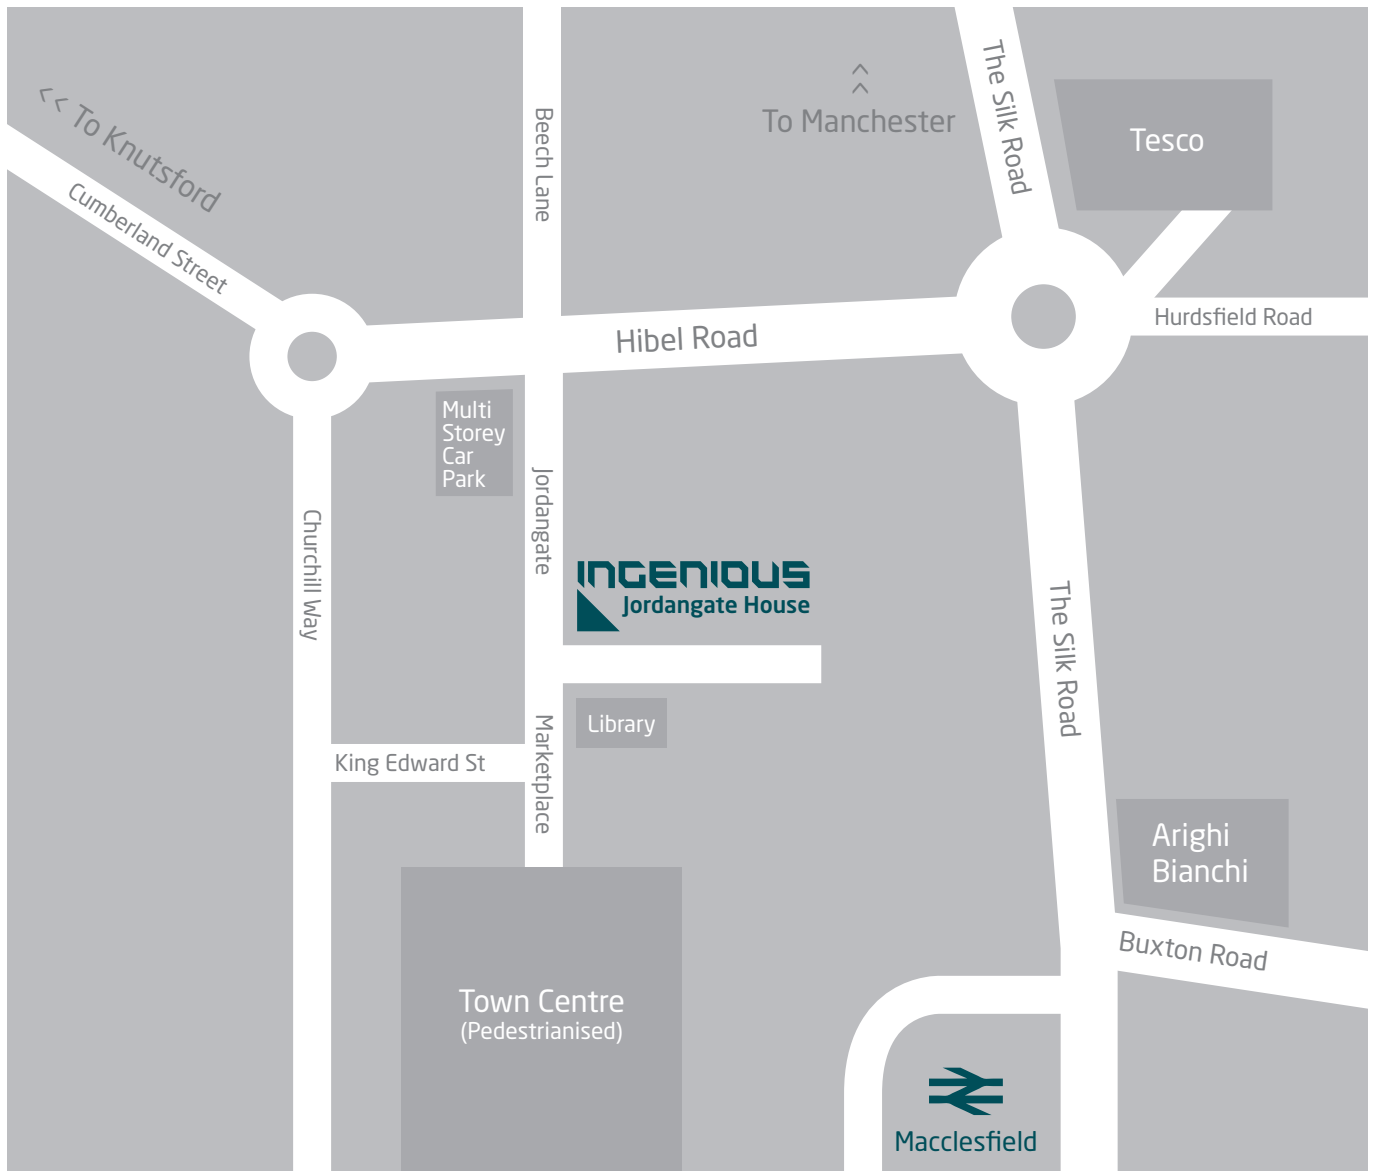 The Silk Road
<< To Knutsford
To Manchester
Beech Lane
Tesco
Cumberland Street
Hibel Road
Hurdsfield Road
Multi
Storey
Car
Park
Jordangate
Churchill Way
INGENIOUS
Jordangate House
The Silk Road
Library
Marketplace
King Edward St
Arighi
Bianchi
Buxton Road
Town Centre
(Pedestrianised)
Macclesfield